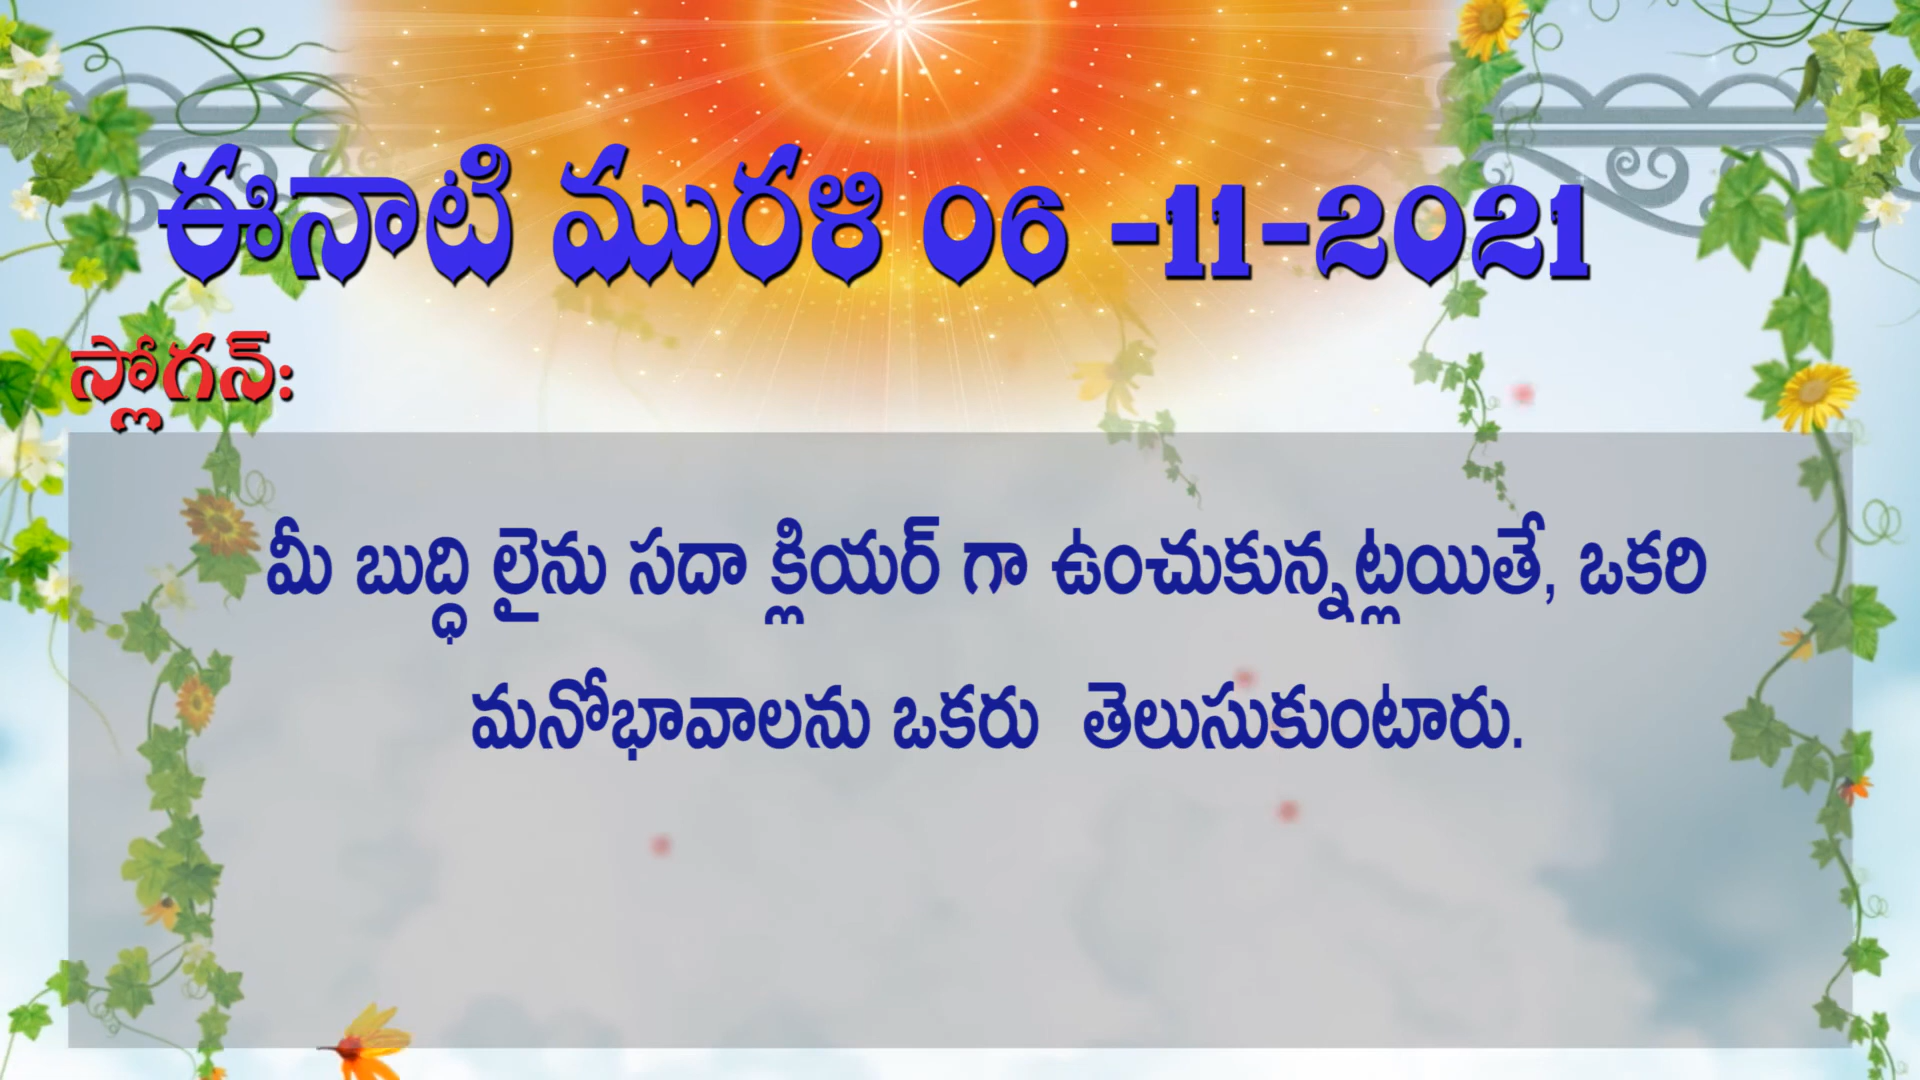 ఈనాటి మురళి 06 -11-2021
స్లోగన్:
మీ బుద్ధి లైను సదా క్లియర్ గా ఉంచుకున్నట్లయితే, ఒకరి
మనోభావాలను ఒకరు తెలుసుకుంటారు.